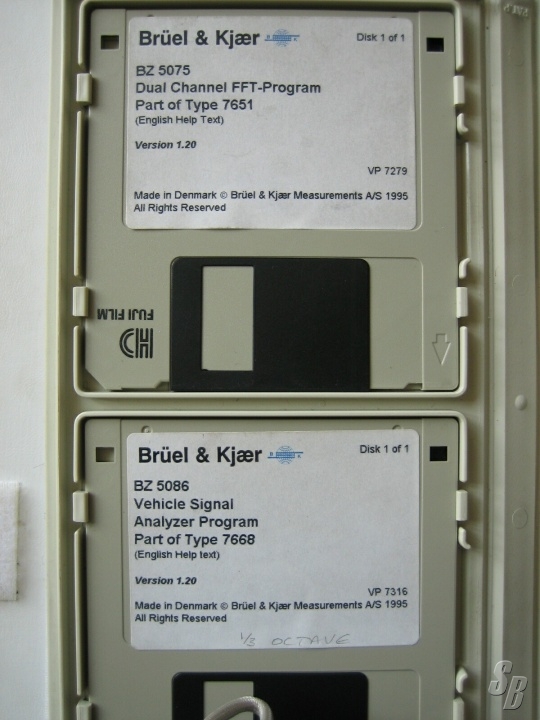 Brüel & Kjær
Disk 1 of 1
BZ 5075
Dual Channel FFT-Program
Part of Type 7651
(English Help Text)
Version 1.20
VP 7279
Made in Denmark © Brüel & Kjær Measurements A/S 1995
All Rights Reserved
FUJI FILM
HD
Brüel & Kjær
Disk 1 of 1
BZ 5086
Vehicle Signal
Analyzer Program
Part of Type 7668
(English Help text)
Version 1.20
VP 7316
Made in Denmark © Brüel & Kjær Measurements A/S 1995
All Rights Reserved
1/3 OCTAVE
SB